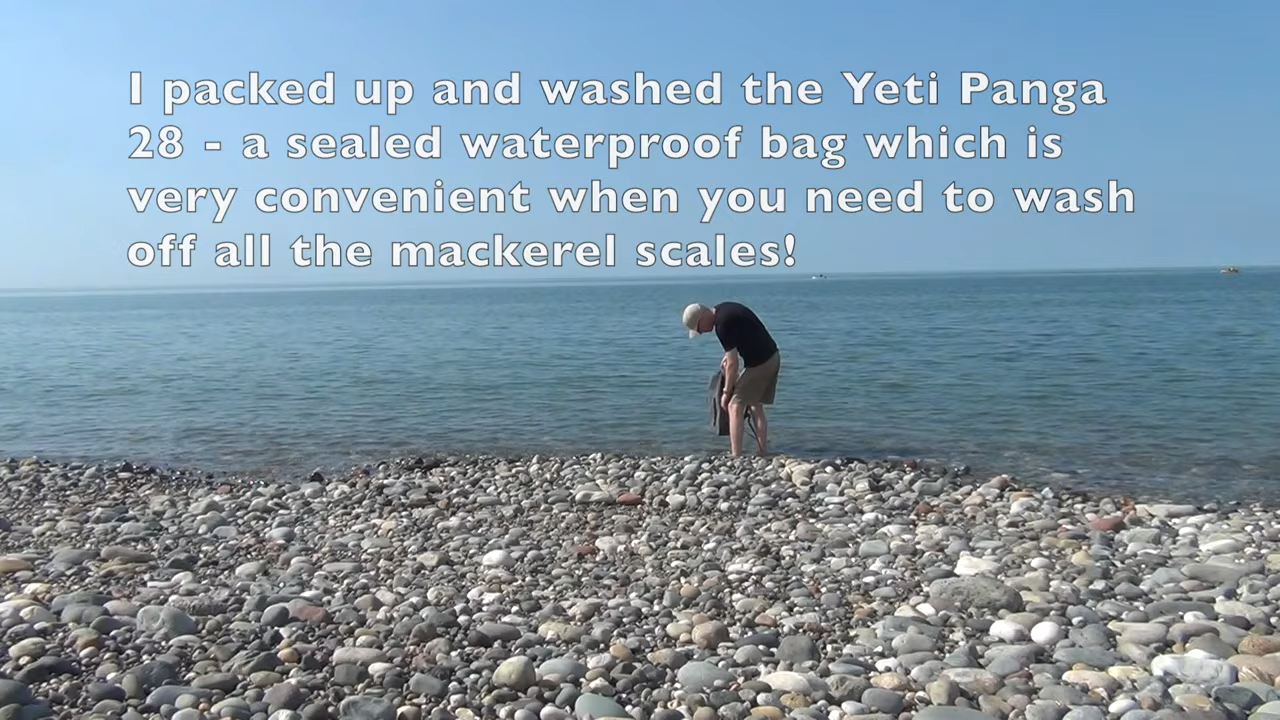 I packed up and washed the Yeti Panga
28 - a sealed waterproof bag which is
very convenient when you need to wash
off all the mackerel scales!